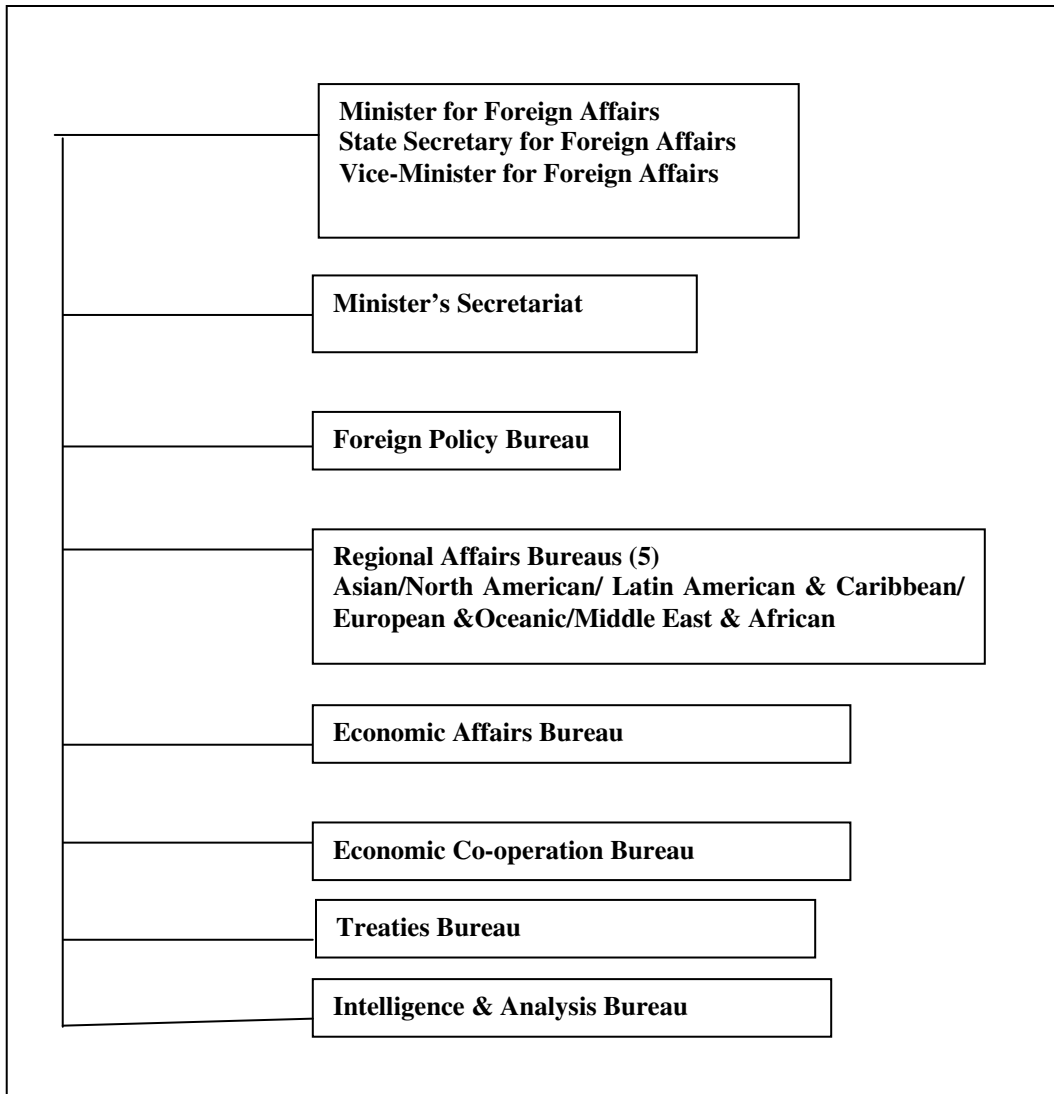 Minister for Foreign Affairs
State Secretary for Foreign Affairs
Vice-Minister for Foreign Affairs
Minister’s Secretariat
Foreign Policy Bureau
Regional Affairs Bureaus (5)
Asian/North American/ Latin American & Caribbean/
European &Oceanic/Middle East & African
Economic Affairs Bureau
Economic Co-operation Bureau
Treaties Bureau
Intelligence & Analysis Bureau